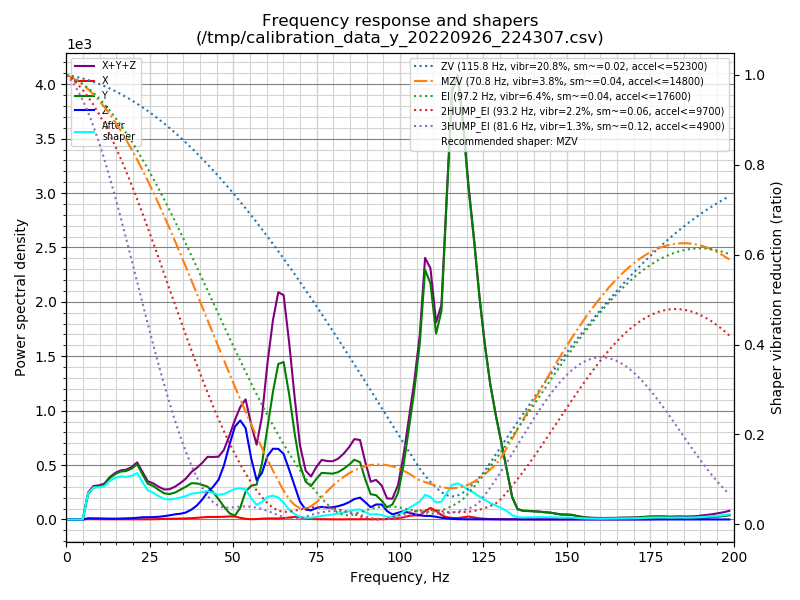 Frequency response and shapers
(/tmp/calibration_data_y_20220926_224307.csv)
1e3
X+Y+Z
X
Y
Z
After
shaper
ZV (115.8 Hz, vibr=20.8%, sm~=0.02, accel<=52300)
MZV (70.8 Hz, vibr=3.8%, sm~=0.04, accel<=14800)
EI (97.2 Hz, vibr=6.4%, sm~=0.04, accel<=17600)
2HUMP_EI (93.2 Hz, vibr=2.2%, sm~=0.06, accel<=9700)
3HUMP_EI (81.6 Hz, vibr=1.3%, sm~=0.12, accel<=4900)
Recommended shaper: MZV
4.0
3.5
3.0
2.5
2.0
1.5
1.0
0.5
0.0
Power spectral density
1.0
0.8
0.6
0.4
0.2
0.0
Shaper vibration reduction (ratio)
0 25 50 75 100 125 150 175 200
Frequency, Hz